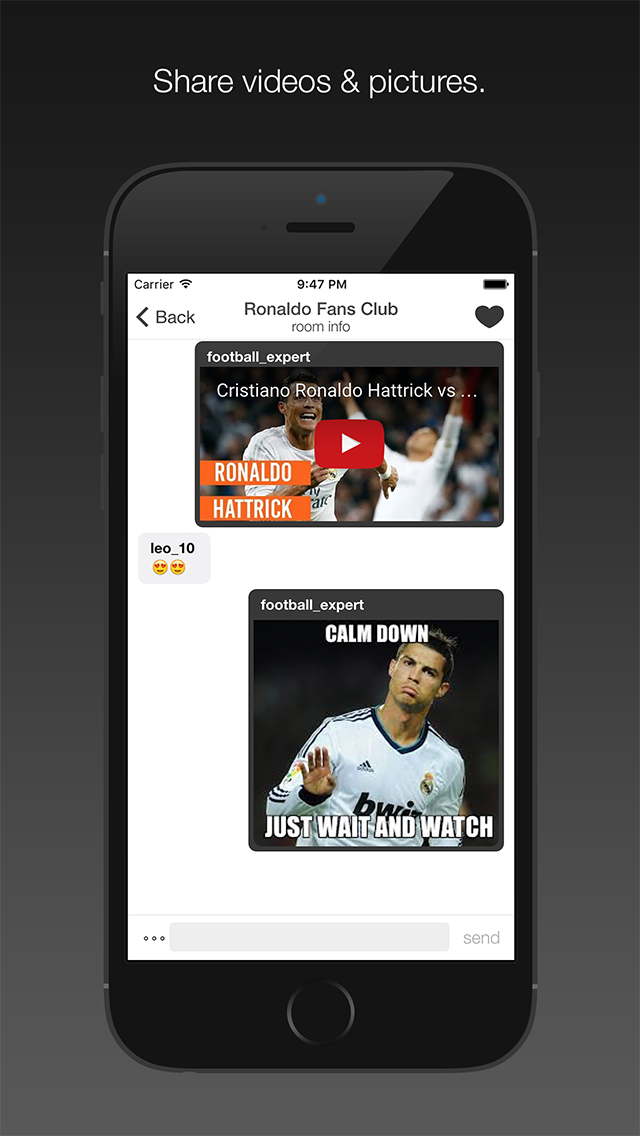 Share videos & pictures.
Carrier 9:47 PM
Back
Ronaldo Fans Club
room info
football_expert
Cristiano Ronaldo Hattrick vs ...
RONALDO
HATTRICK
leo_10
football_expert
CALM DOWN
adidas
bwin
JUST WAIT AND WATCH
send